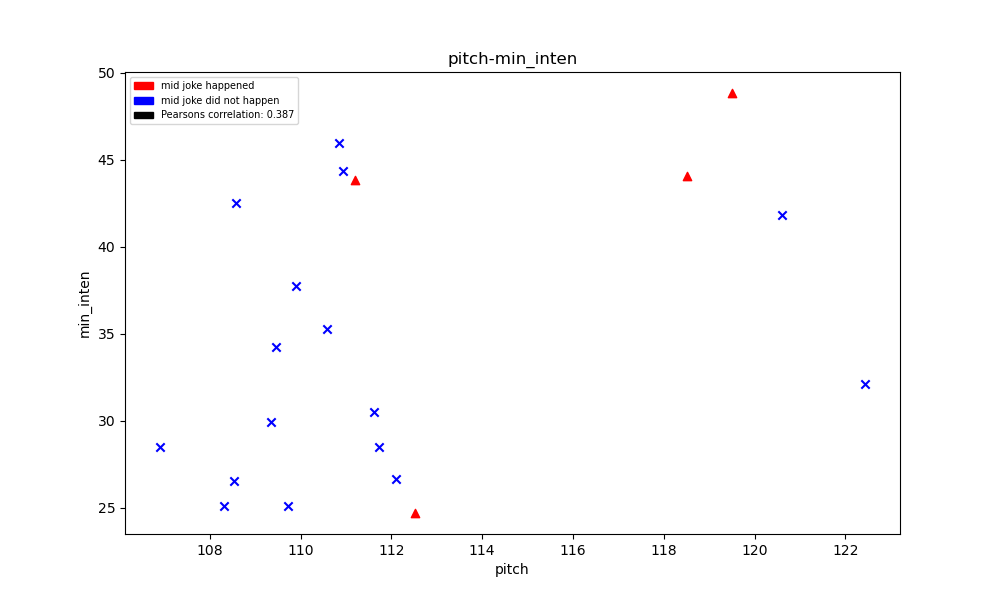 pitch-min_inten
mid joke happened
mid joke did not happen
Pearsons correlation: 0.387
50
45
40
35
30
25
min_inten
108 110 112 114 116 118 120 122
pitch